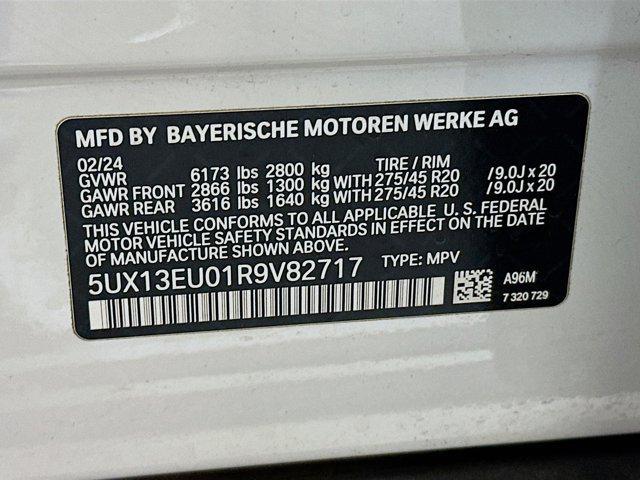 MFD BY BAYERISCHE MOTOREN WERKE AG
02/24 TIRE / RIM
GVWR 6173 lbs 2800 kg
GAWR FRONT 2866 lbs 1300 kg WITH 275/45 R20 /9.0J x 20
GAWR REAR 3616 lbs 1640 kg WITH 275/45 R20 /9.0J x 20
THIS VEHICLE CONFORMS TO ALL APPLICABLE U. S. FEDERAL
MOTOR VEHICLE SAFETY STANDARDS IN EFFECT ON THE DATE
OF MANUFACTURE SHOWN ABOVE.
5UX13EU01R9V82717 TYPE: MPV
A96M
7 320 729